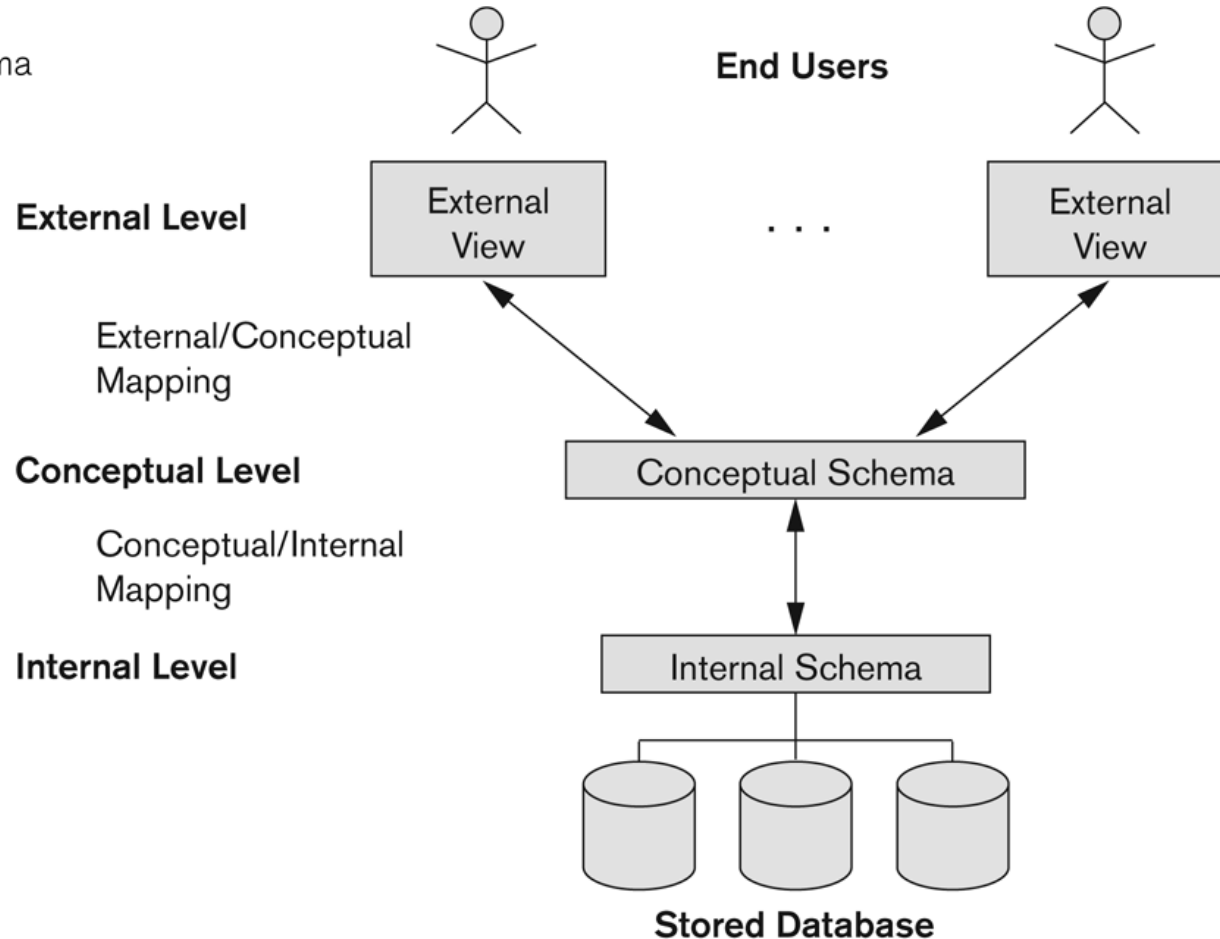 ma
End Users
External Level
External
View
. . .
External
View
External/Conceptual
Mapping
Conceptual Level
Conceptual Schema
Conceptual/Internal
Mapping
Internal Level
Internal Schema
Stored Database